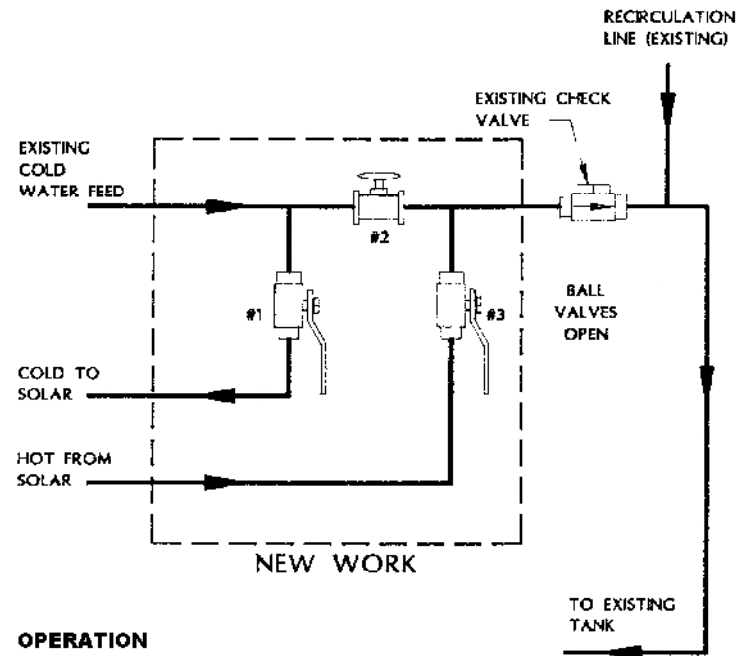 RECIRCULATION
LINE (EXISTING)
EXISTING CHECK
VALVE
EXISTING
COLD
WATER FEED
#2
#1
#3
BALL
VALVES
OPEN
COLD TO
SOLAR
HOT FROM
SOLAR
NEW WORK
TO EXISTING
TANK
OPERATION